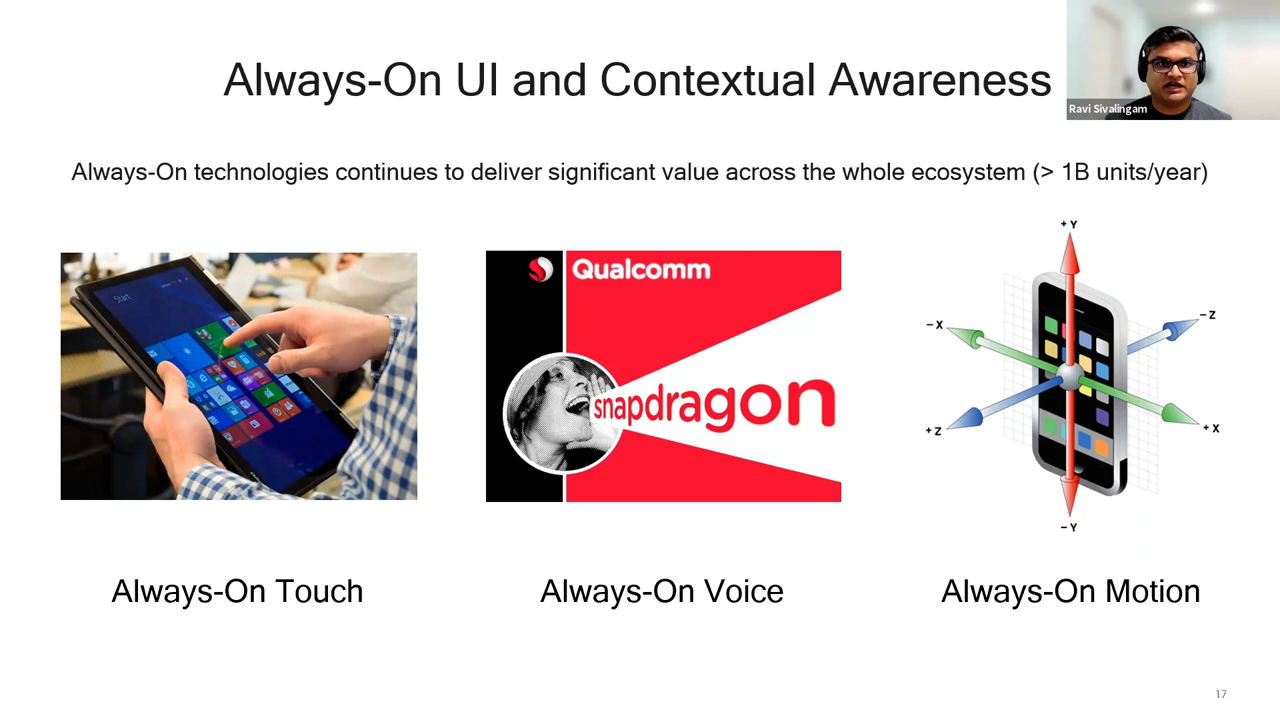 Always-On UI and Contextual Awareness
Ravi Sivalingam
Always-On technologies continues to deliver significant value across the whole ecosystem (> 1B units/year)
Start
Qualcomm
snapdragon
+ Y
- X
- Z
+ Z
+ X
- Y
Always-On Touch
Always-On Voice
Always-On Motion
17